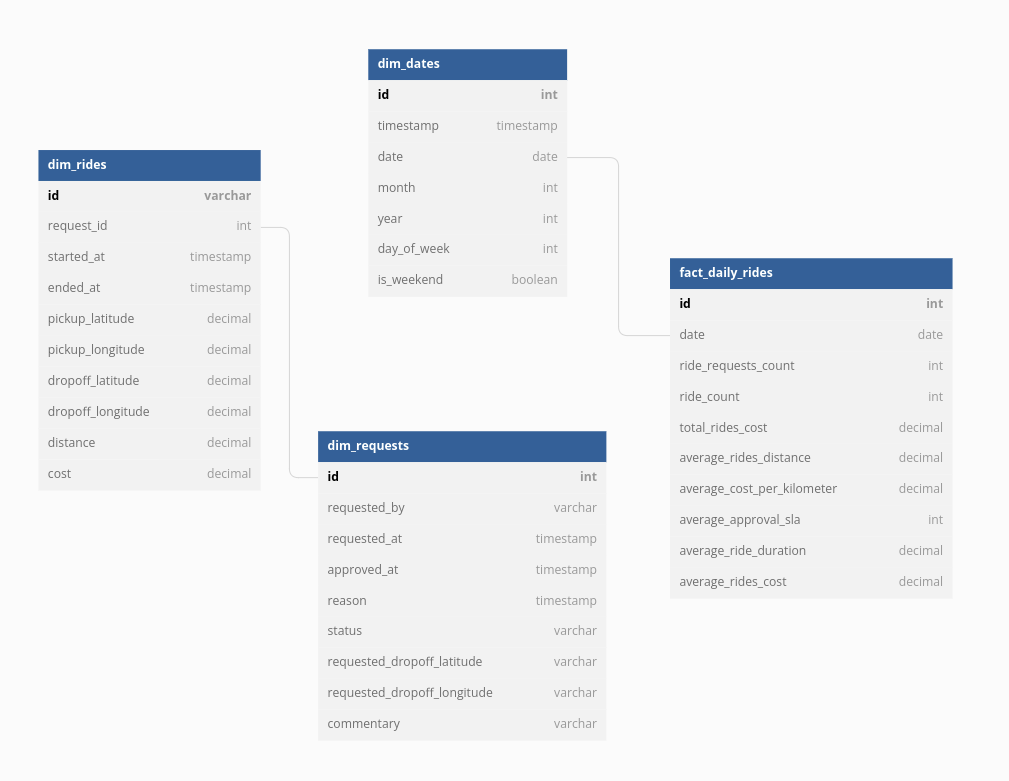 dim_dates
id int
timestamp timestamp
date date
month int
year int
day_of_week int
is_weekend boolean
dim_rides
id varchar
request_id int
started_at timestamp
ended_at timestamp
pickup_latitude decimal
pickup_longitude decimal
dropoff_latitude decimal
dropoff_longitude decimal
distance decimal
cost decimal
fact_daily_rides
id int
date date
ride_requests_count int
ride_count int
total_rides_cost decimal
average_rides_distance decimal
average_cost_per_kilometer decimal
average_approval_sla int
average_ride_duration decimal
average_rides_cost decimal
dim_requests
id int
requested_by varchar
requested_at timestamp
approved_at timestamp
reason timestamp
status varchar
requested_dropoff_latitude varchar
requested_dropoff_longitude varchar
commentary varchar